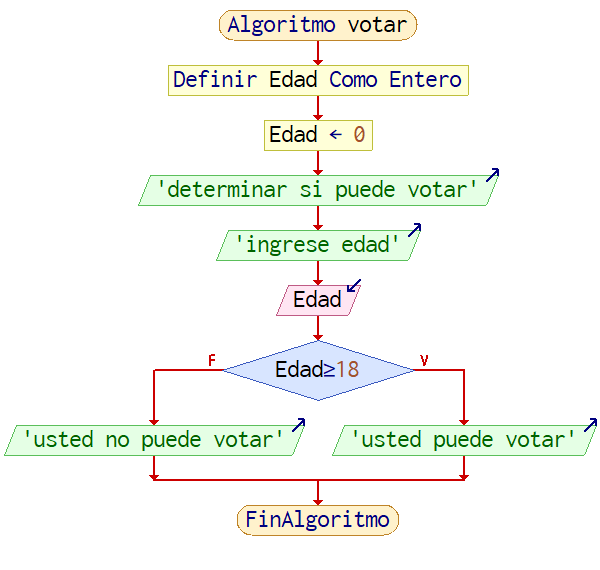 Algoritmo votar
Definir Edad Como Entero
Edad ← 0
'determinar si puede votar'
'ingrese edad'
Edad
Edad≥18
F
V
'usted no puede votar'
'usted puede votar'
FinAlgoritmo